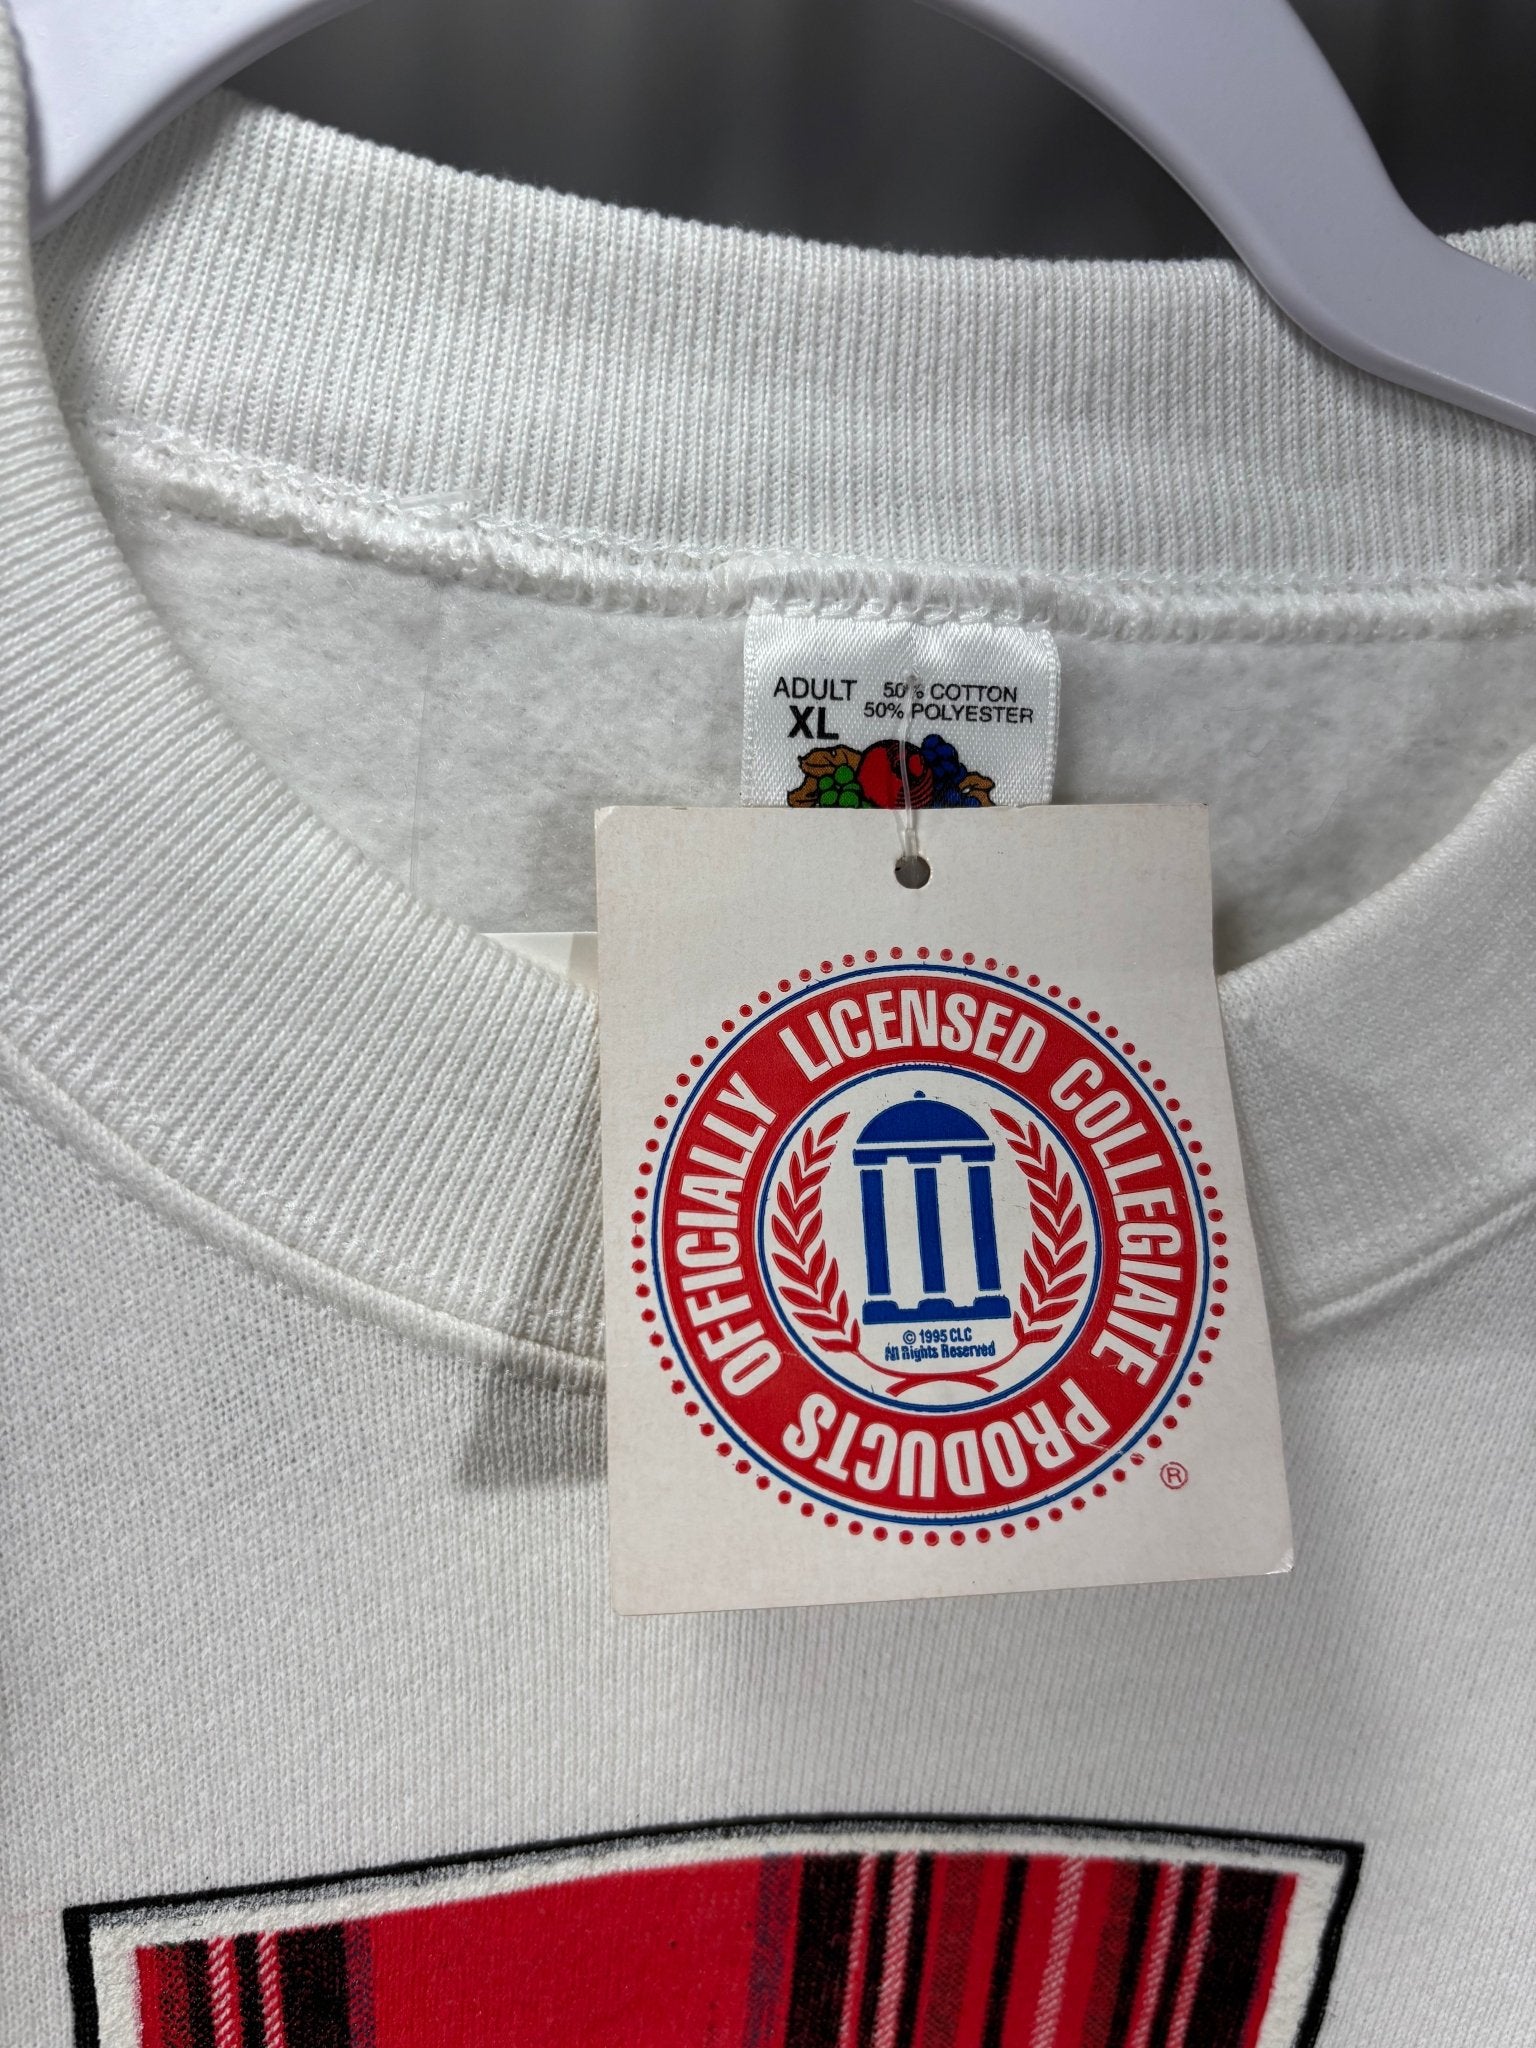 ADULT 50% COTTON
XL 50% POLYESTER
OFFICIALLY LICENSED COLLEGIATE PRODUCTS
© 1995 CLC
All Rights Reserved
®